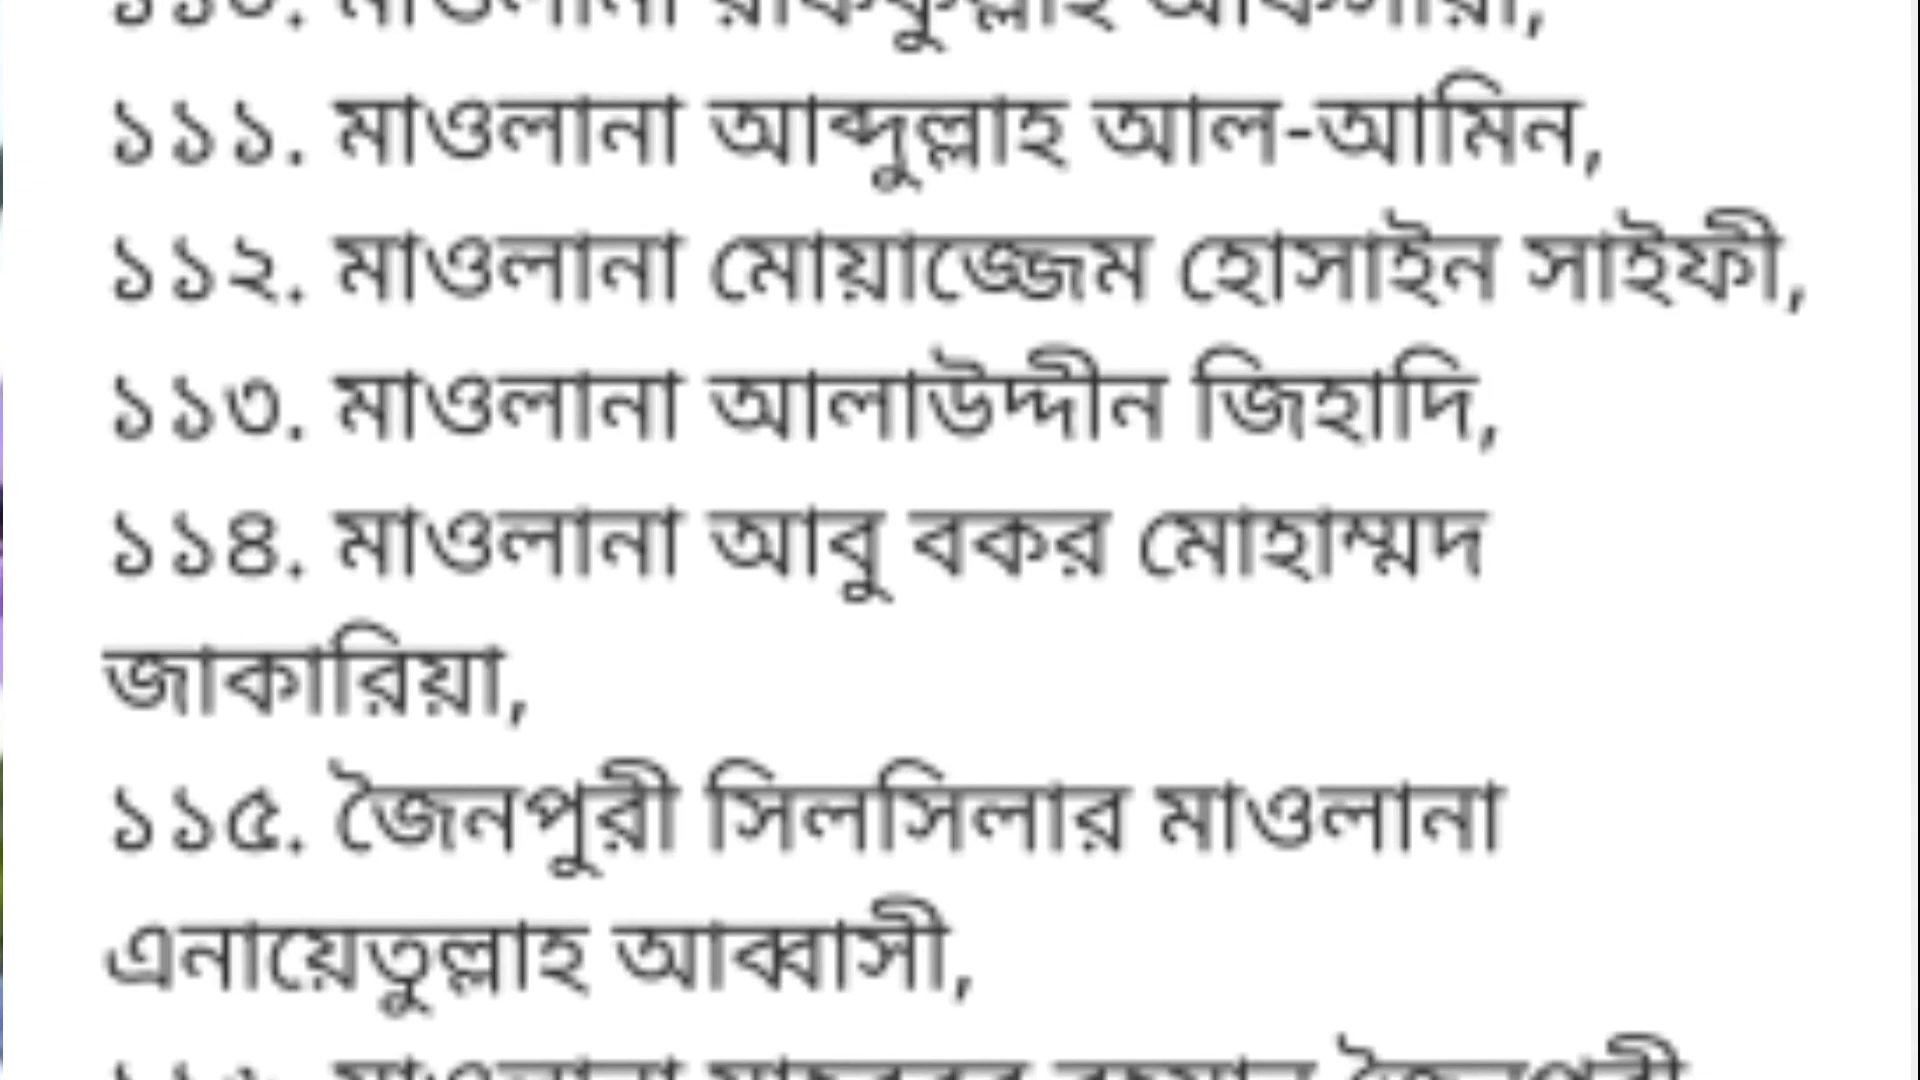 ১১১. মাওলানা আব্দুল্লাহ আল-আমিন,
১১২. মাওলানা মোয়াজ্জেম হোসাইন সাইফী,
১১৩. মাওলানা আলাউদ্দীন জিহাদি,
১১৪. মাওলানা আবু বকর মোহাম্মদ
জাকারিয়া,
১১৫. জৈনপুরী সিলসিলার মাওলানা
এনায়েতুল্লাহ আব্বাসী,